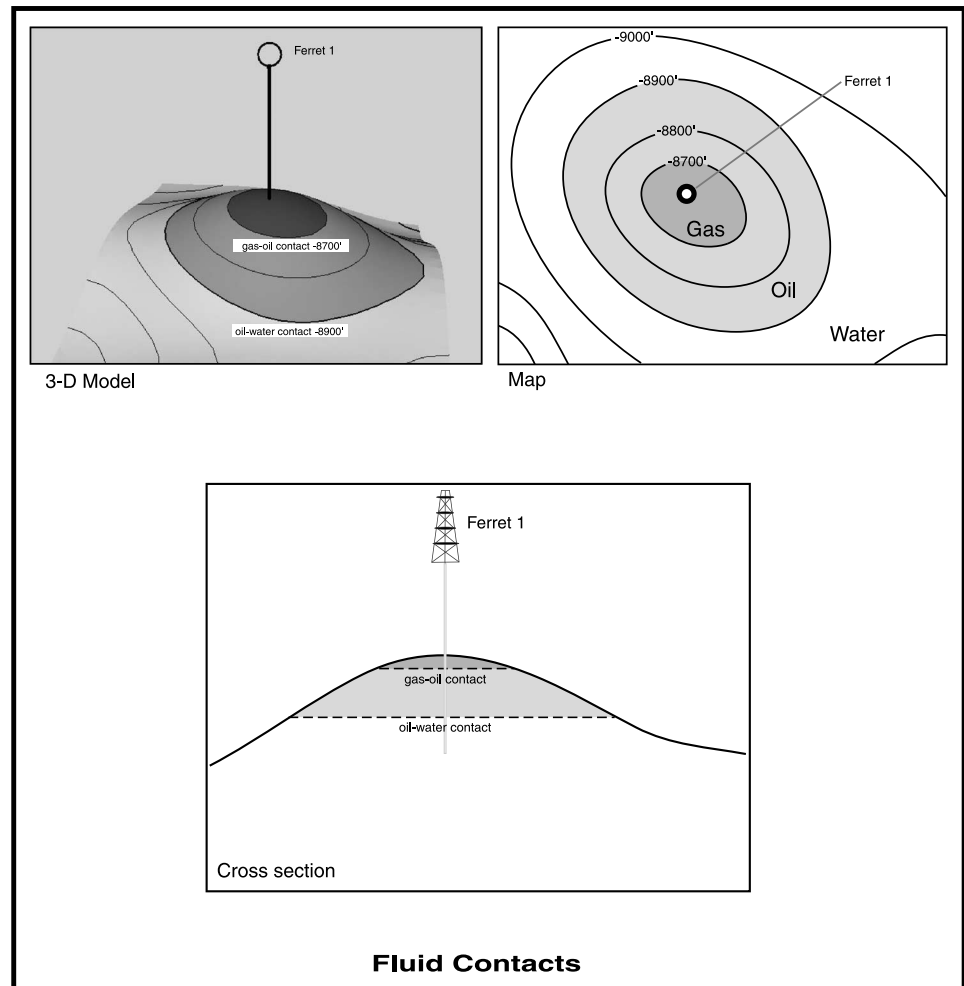 Ferret 1
gas-oil contact -8700'
oil-water contact -8900'
3-D Model
-9000'
-8900'
Ferret 1
-8800'
-8700'
Gas
Oil
Water
Map
Ferret 1
gas-oil contact
oil-water contact
Cross section
Fluid Contacts